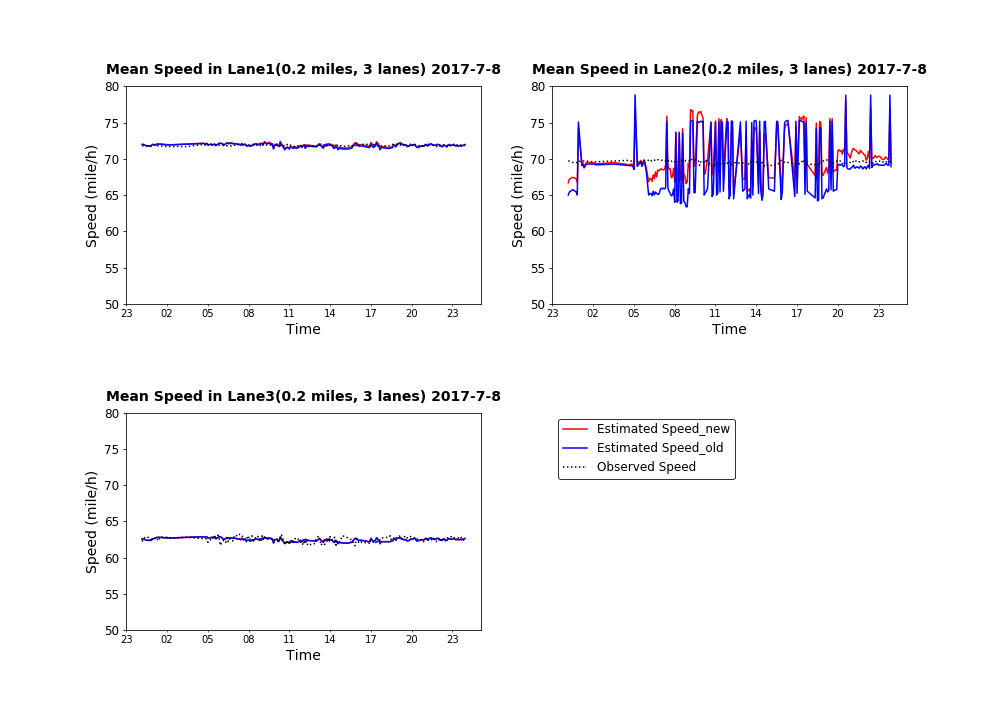 Mean Speed in Lane1(0.2 miles, 3 lanes) 2017-7-8
80
75
70
65
60
55
50
Speed (mile/h)
23 02 05 08 11 14 17 20 23
Time
Mean Speed in Lane2(0.2 miles, 3 lanes) 2017-7-8
80
75
70
65
60
55
50
Speed (mile/h)
23 02 05 08 11 14 17 20 23
Time
Mean Speed in Lane3(0.2 miles, 3 lanes) 2017-7-8
80
75
70
65
60
55
50
Speed (mile/h)
23 02 05 08 11 14 17 20 23
Time
Estimated Speed_new
Estimated Speed_old
Observed Speed